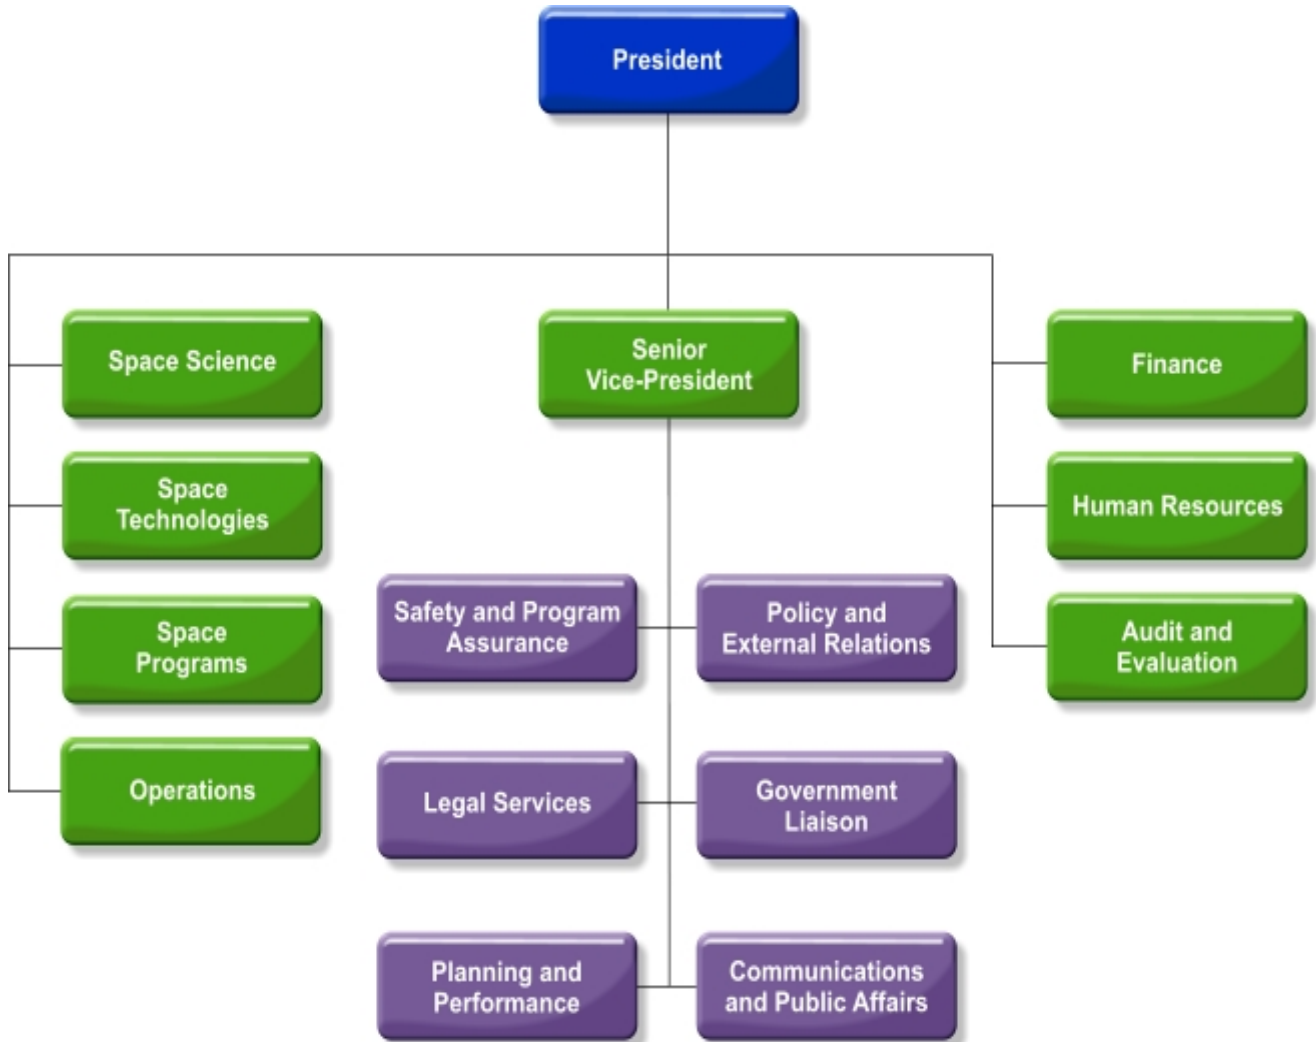 President
Space Science
Senior
Vice-President
Finance
Space
Technologies
Human Resources
Safety and Program
Assurance
Policy and
External Relations
Space
Programs
Audit and
Evaluation
Operations
Legal Services
Government
Liaison
Planning and
Performance
Communications
and Public Affairs